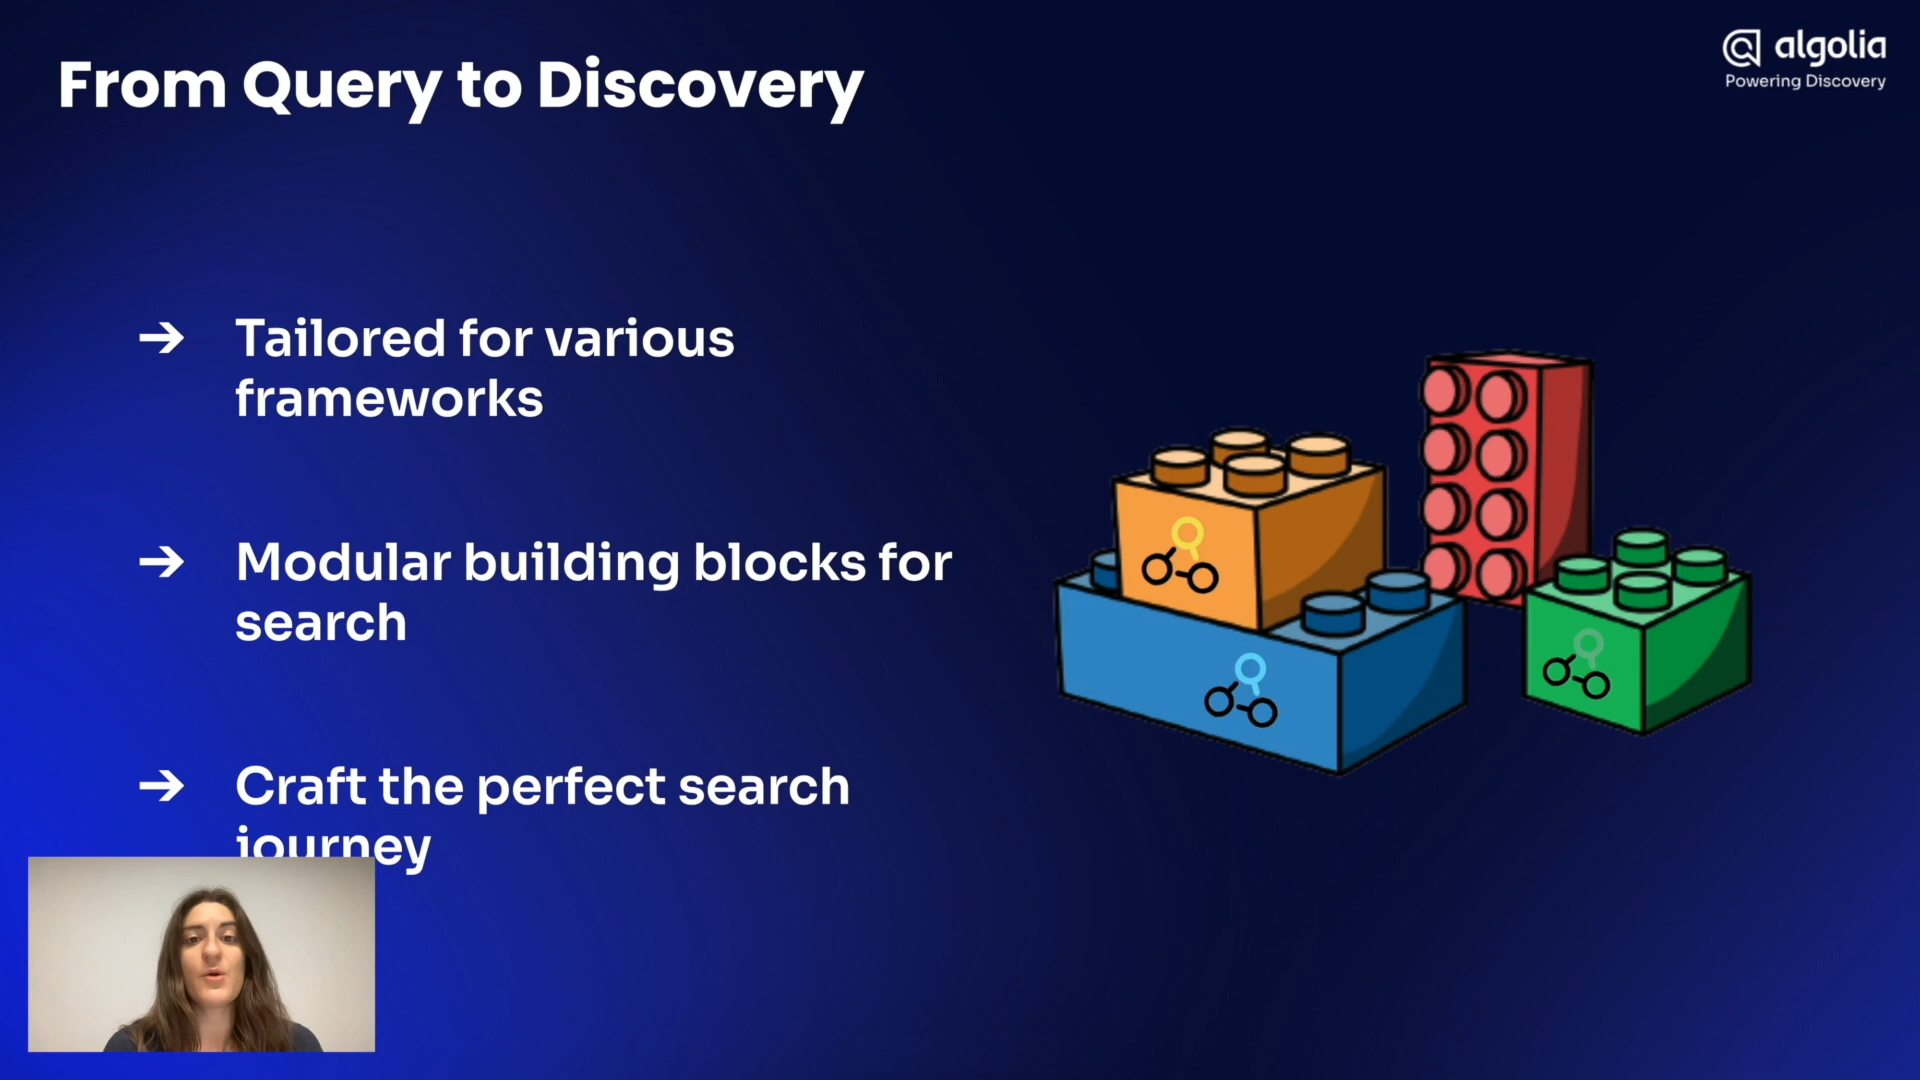 From Query to Discovery
algolia
Powering Discovery
➔ Tailored for various
frameworks
➔ Modular building blocks for
search
➔ Craft the perfect search
journey